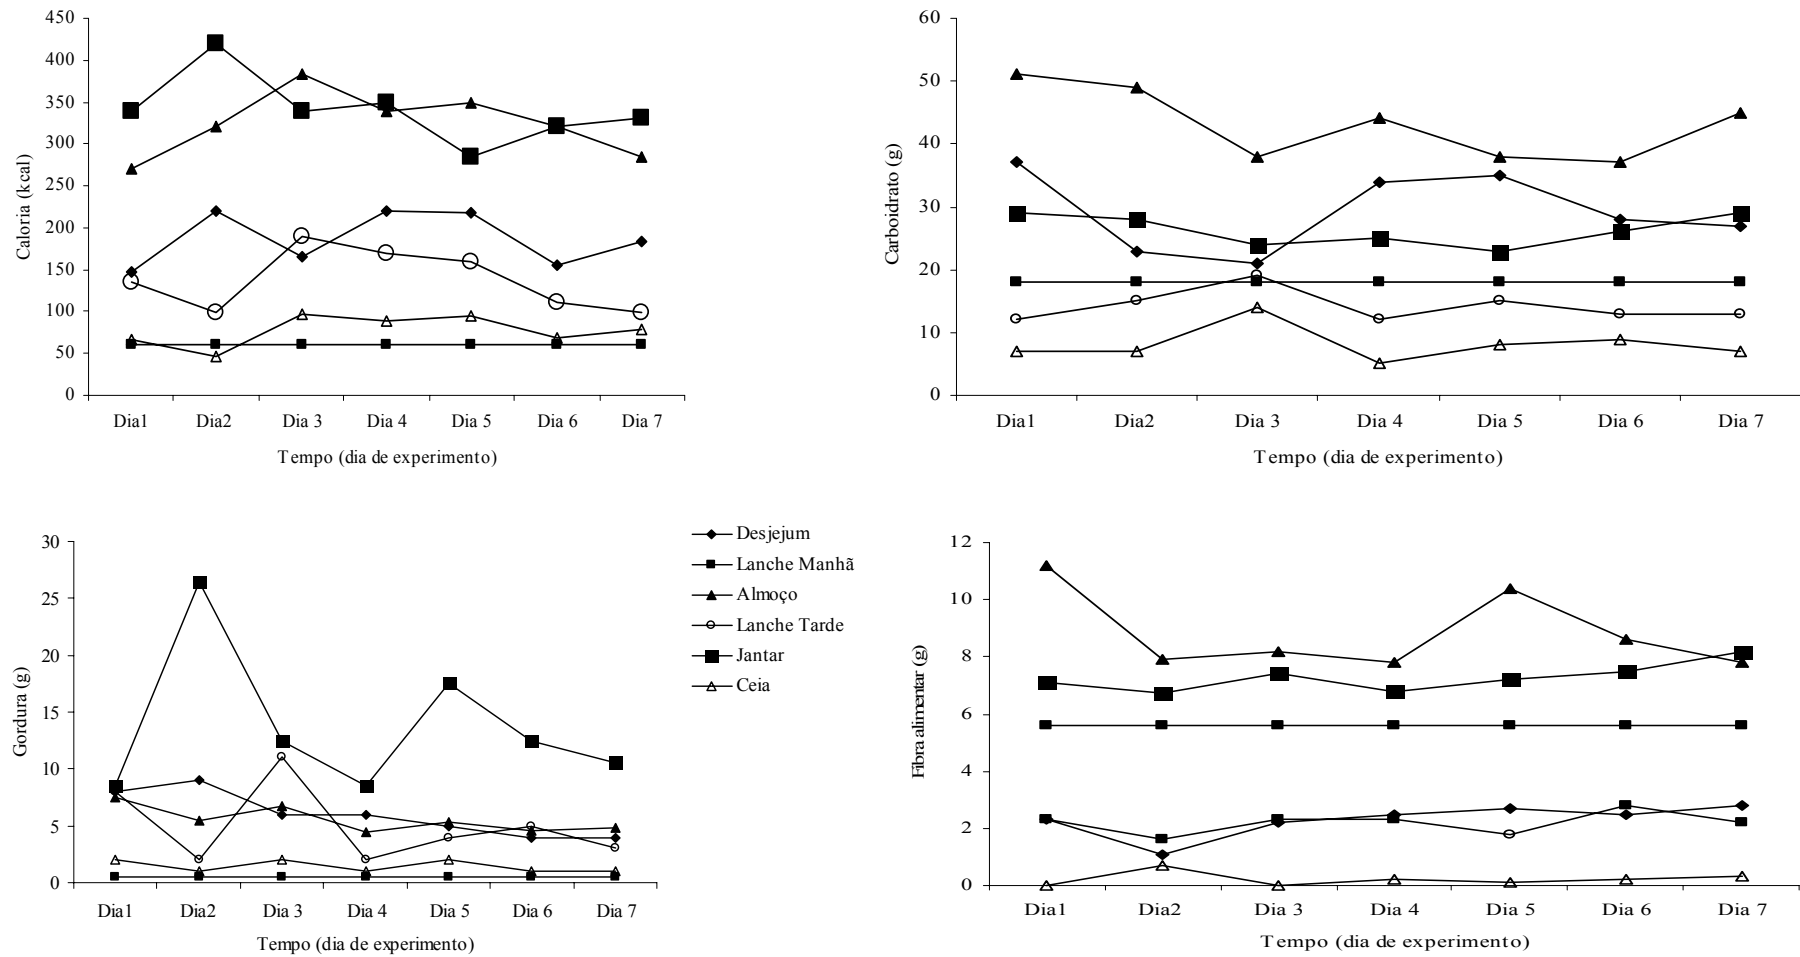 450
400
350
300
250
200
150
100
50
0
Caloria (kcal)
Dia1 Dia2 Dia 3 Dia 4 Dia 5 Dia 6 Dia 7
Tempo (dia de experimento)
60
50
40
30
20
10
0
Carboidrato (g)
Dia1 Dia2 Dia 3 Dia 4 Dia 5 Dia 6 Dia 7
Tempo (dia de experimento)
30
25
20
15
10
5
0
Gordura (g)
Dia1 Dia2 Dia 3 Dia 4 Dia 5 Dia 6 Dia 7
Tempo (dia de experimento)
Desjejum
Lanche Manhã
Almoço
Lanche Tarde
Jantar
Ceia
12
10
8
6
4
2
0
Fibra alimentar (g)
Dia1 Dia2 Dia 3 Dia 4 Dia 5 Dia 6 Dia 7
Tempo (dia de experimento)